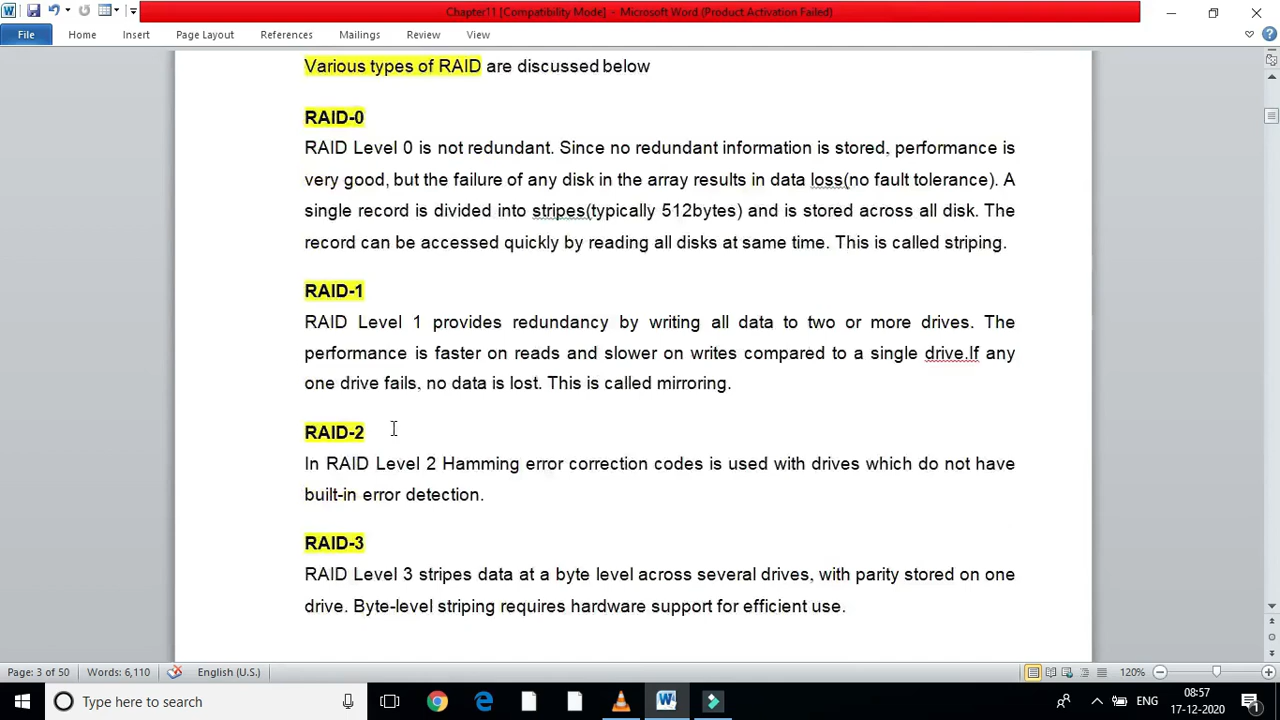 Chapter11 [Compatibility Mode] - Microsoft Word (Product Activation Failed)
File Home Insert Page Layout References Mailings Review View
Various types of RAID are discussed below
RAID-0
RAID Level 0 is not redundant. Since no redundant information is stored, performance is
very good, but the failure of any disk in the array results in data loss(no fault tolerance). A
single record is divided into stripes(typically 512bytes) and is stored across all disk. The
record can be accessed quickly by reading all disks at same time. This is called striping.
RAID-1
RAID Level 1 provides redundancy by writing all data to two or more drives. The
performance is faster on reads and slower on writes compared to a single drive.If any
one drive fails, no data is lost. This is called mirroring.
RAID-2
In RAID Level 2 Hamming error correction codes is used with drives which do not have
built-in error detection.
RAID-3
RAID Level 3 stripes data at a byte level across several drives, with parity stored on one
drive. Byte-level striping requires hardware support for efficient use.
Page: 3 of 50 Words: 6,110 English (U.S.) 120%
Type here to search ENG 08:57
17-12-2020